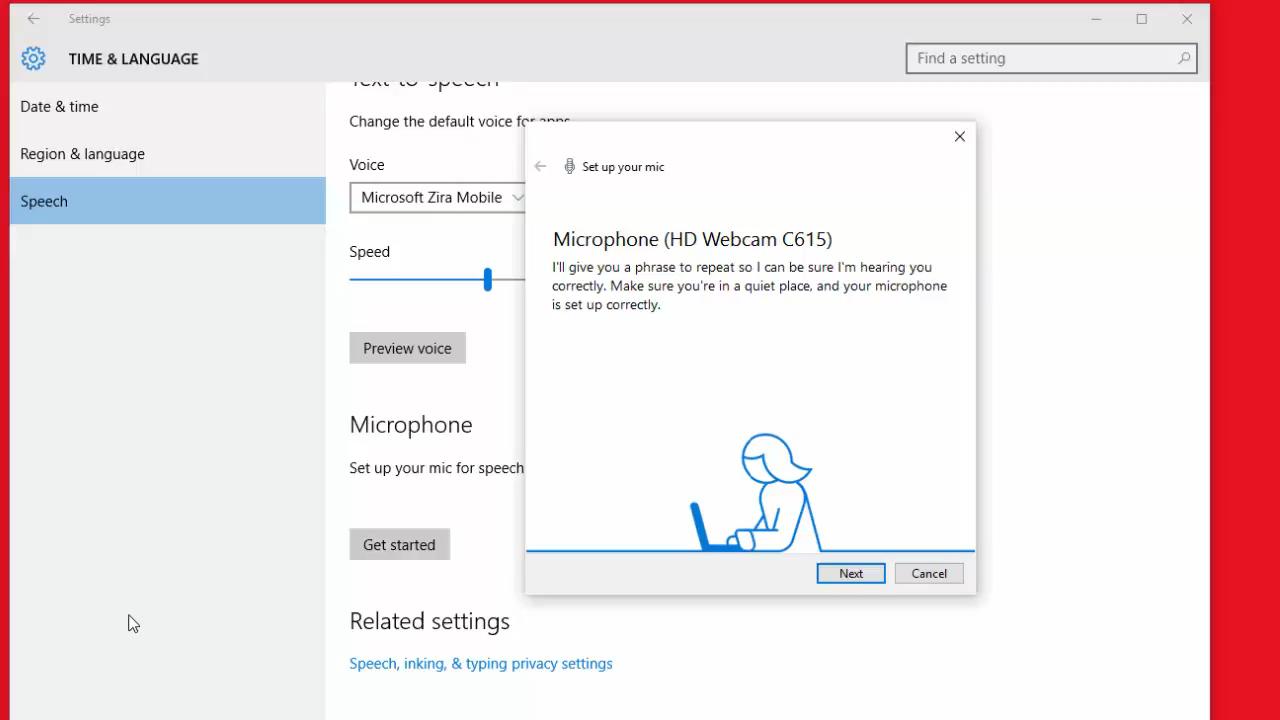 Settings
TIME & LANGUAGE
Find a setting
Date & time
Region & language
Speech
Text to speech
Change the default voice for apps
Voice
Microsoft Zira Mobile
Speed
Preview voice
Microphone
Set up your mic for speech
Get started
Related settings
Speech, inking, & typing privacy settings
Set up your mic
Microphone (HD Webcam C615)
I'll give you a phrase to repeat so I can be sure I'm hearing you
correctly. Make sure you're in a quiet place, and your microphone
is set up correctly.
Next
Cancel